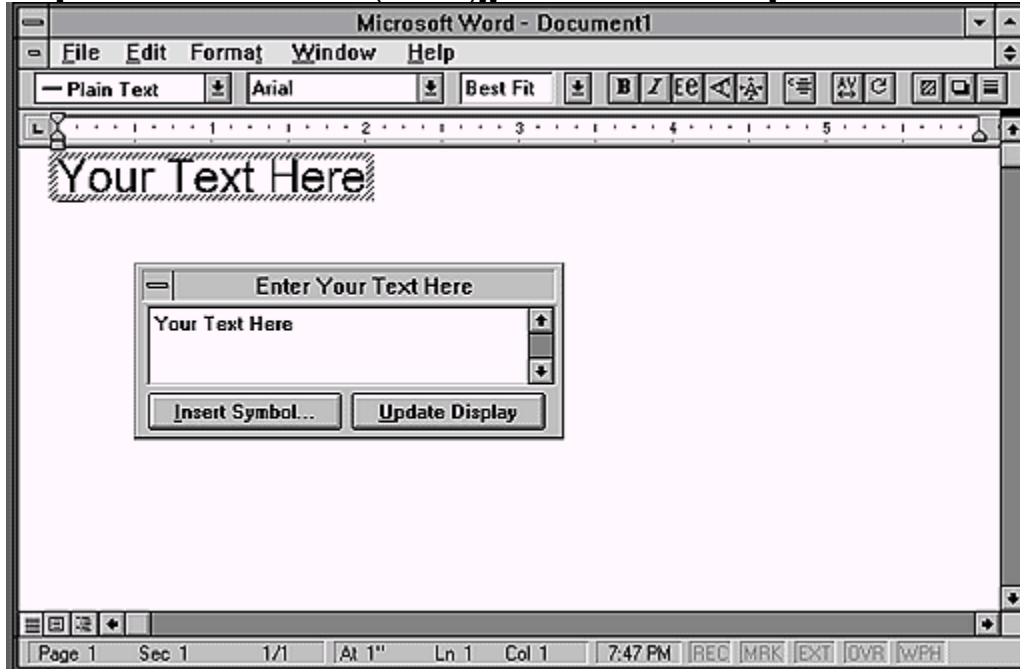 Microsoft Word - Document1
File Edit Format Window Help
Plain Text Arial Best Fit B I EE A A AV C
L 1 2 3 4 5
Your Text Here
Enter Your Text Here
Your Text Here
Insert Symbol... Update Display
Page 1 Sec 1 1/1 At 1" Ln 1 Col 1 7:47 PM REC MRK EXT OVR WPH